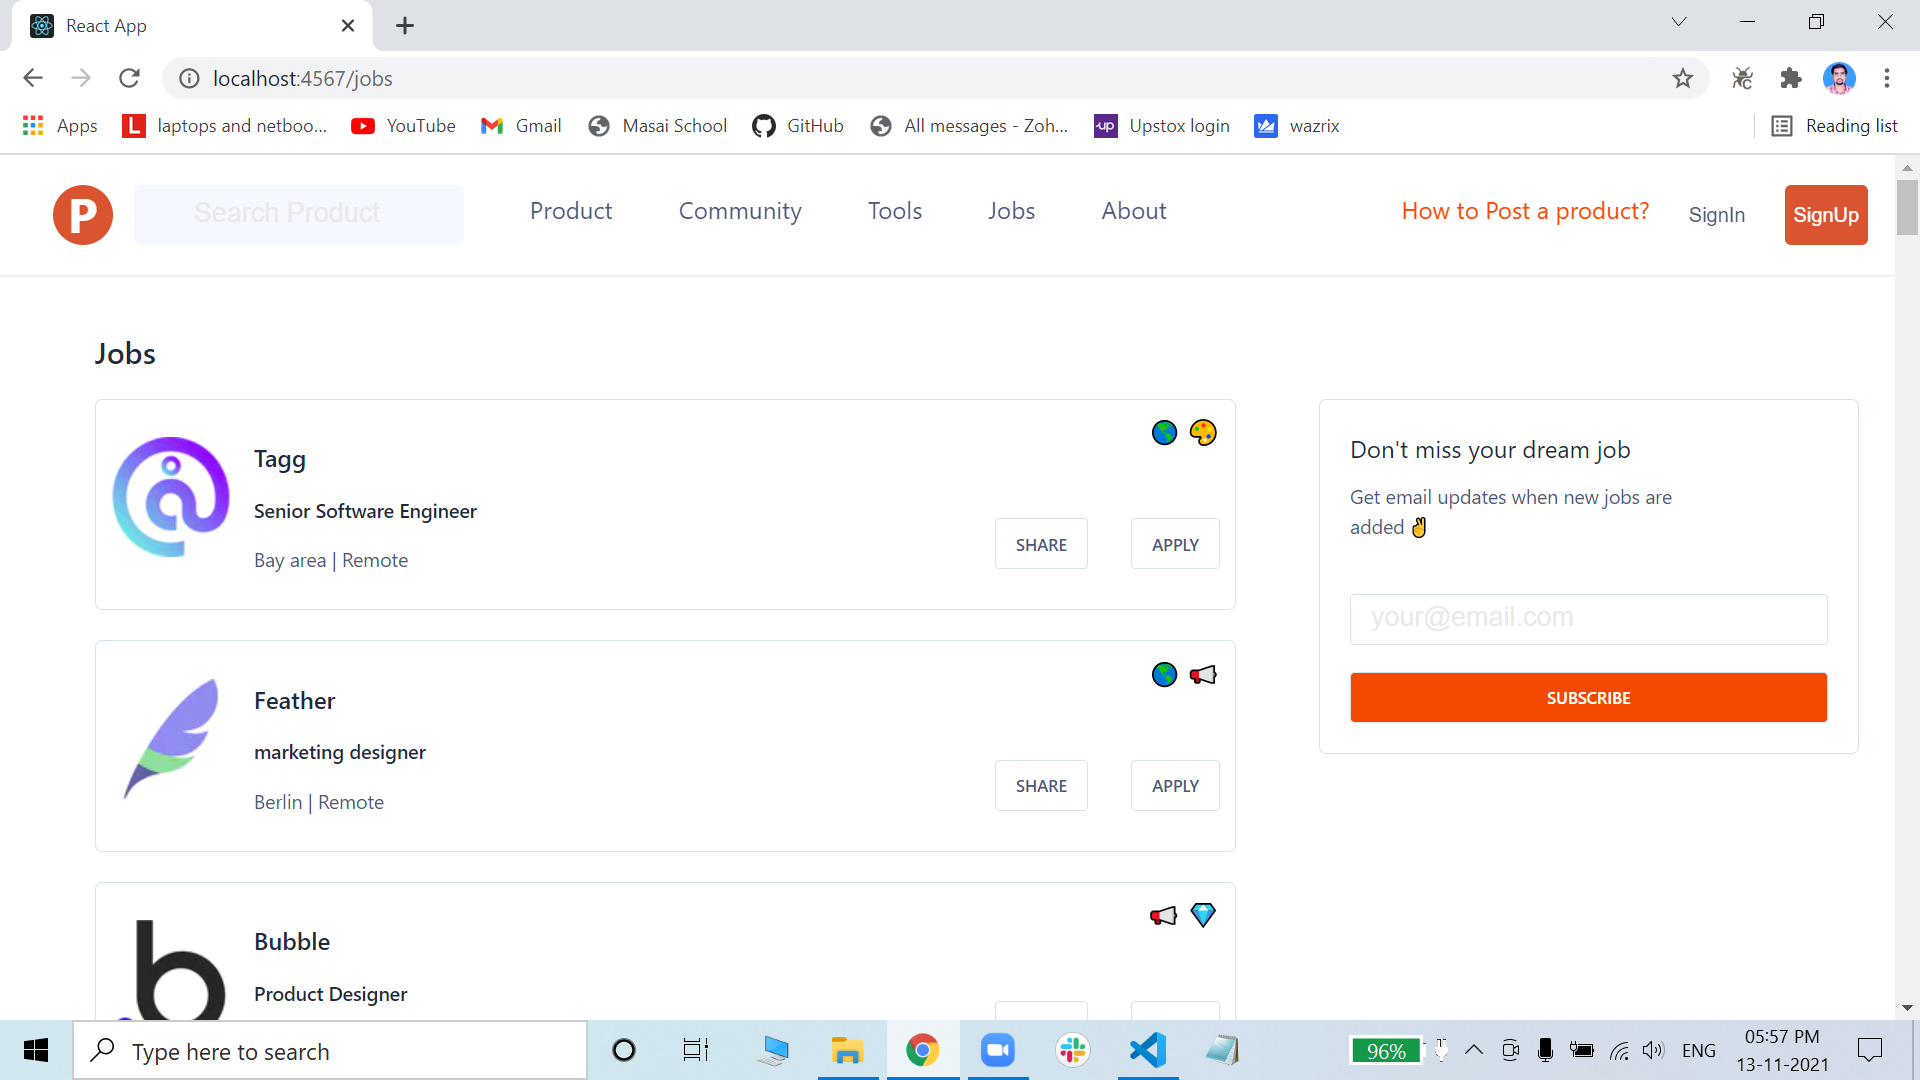 React App
localhost:4567/jobs
Apps
laptops and netboo...
YouTube
Gmail
Masai School
GitHub
All messages - Zoh...
up
Upstox login
wazrix
Reading list
P
Search Product
Product
Community
Tools
Jobs
About
How to Post a product?
SignIn
SignUp
Jobs
Tagg
Senior Software Engineer
Bay area | Remote
SHARE
APPLY
Feather
marketing designer
Berlin | Remote
SHARE
APPLY
Bubble
Product Designer
Don't miss your dream job
Get email updates when new jobs are
added ✌
your@email.com
SUBSCRIBE
Type here to search
96%
ENG
05:57 PM
13-11-2021